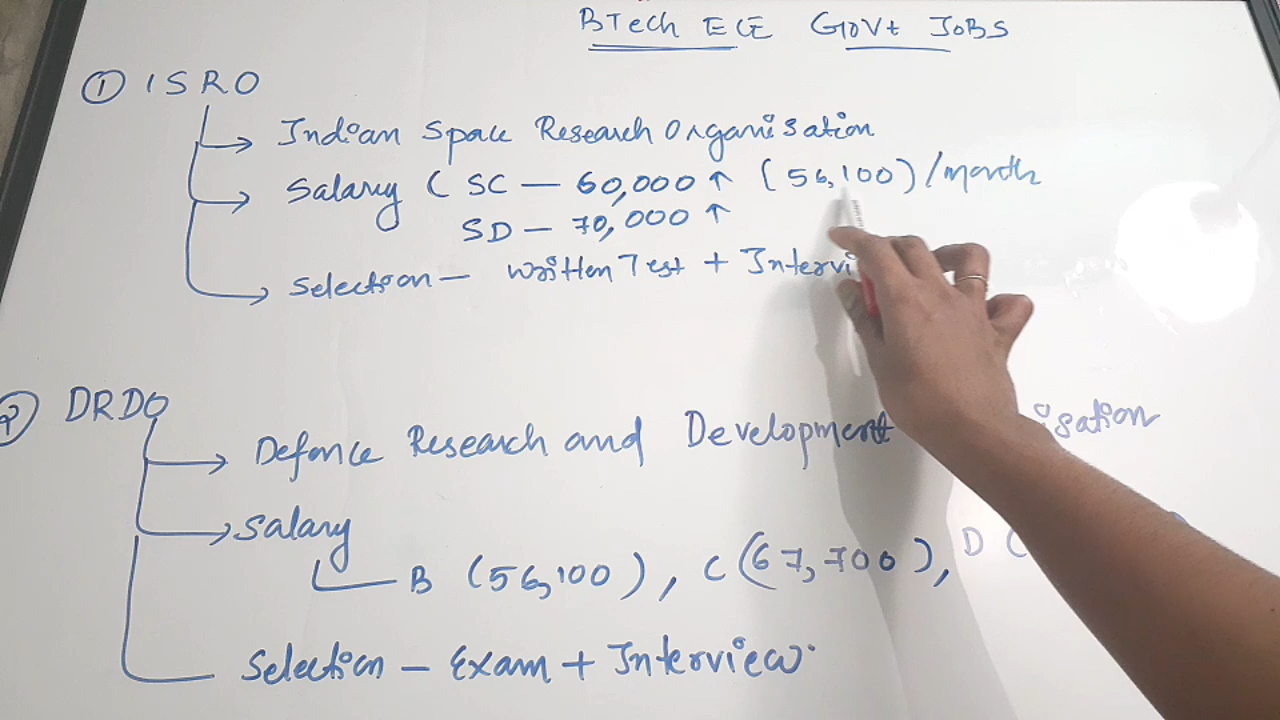 BTech ECE Govt JOBS
① ISRO
Indian Space Research Organisation
Salary ( SC — 60,000 ↑ (56,100) /month
SD — 70,000 ↑
Selection — Written Test +
② DRDO
Defence Research and Development
Salary
B (56,100), C (67,700), D (
Selection — Exam + Interview